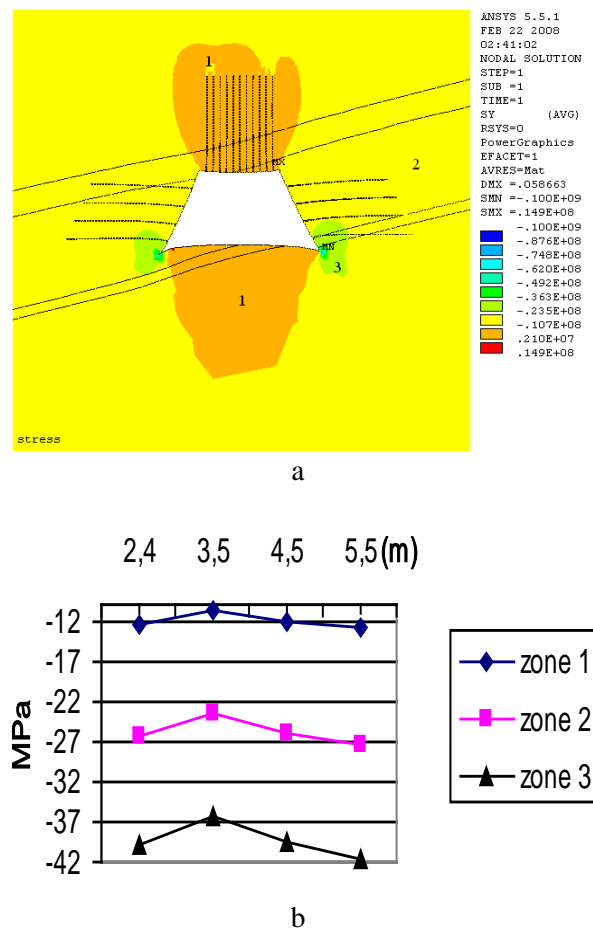 ANSYS 5.5.1
FEB 22 2008
02:41:02
NODAL SOLUTION
STEP=1
SUB =1
TIME=1
SY (AVG)
RSYS=0
PowerGraphics
EFACET=1
AVRES=Mat
DMX =.058663
SMN =-.100E+09
SMX =.149E+08
-.100E+09
-.876E+08
-.748E+08
-.620E+08
-.492E+08
-.363E+08
-.235E+08
-.107E+08
.210E+07
.149E+08
1
MX
2
MN
3
1
stress
a
2,4 3,5 4,5 5,5 (m)
-12
-17
-22
-27
-32
-37
-42
MPa
zone 1
zone 2
zone 3
b